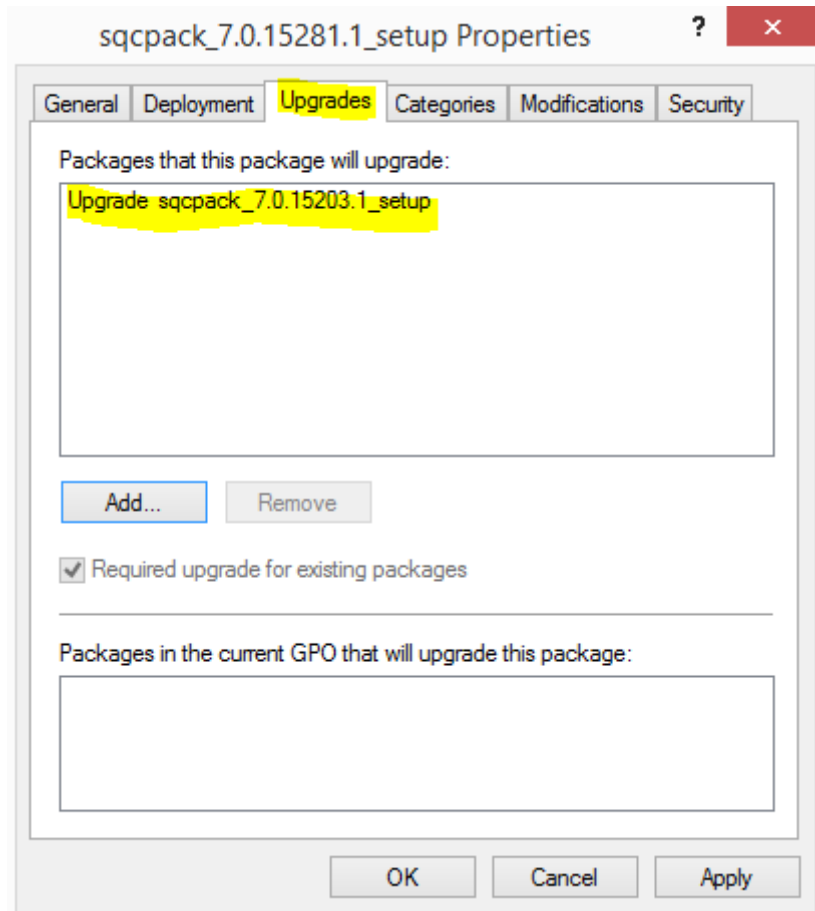 sqcpack_7.0.15281.1_setup Properties
?
×
General
Deployment
Upgrades
Categories
Modifications
Security
Packages that this package will upgrade:
Upgrade sqcpack_7.0.15203.1_setup
Add...
Remove
Required upgrade for existing packages
Packages in the current GPO that will upgrade this package:
OK
Cancel
Apply